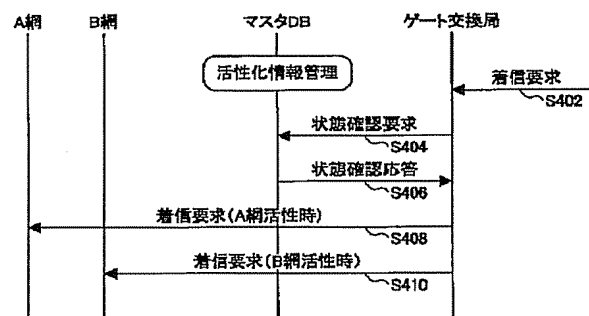 A網
B網
マスタDB
ゲート交換局
活性化情報管理
着信要求
S402
状態確認要求
S404
状態確認応答
S406
着信要求(A網活性時)
S408
着信要求(B網活性時)
S410